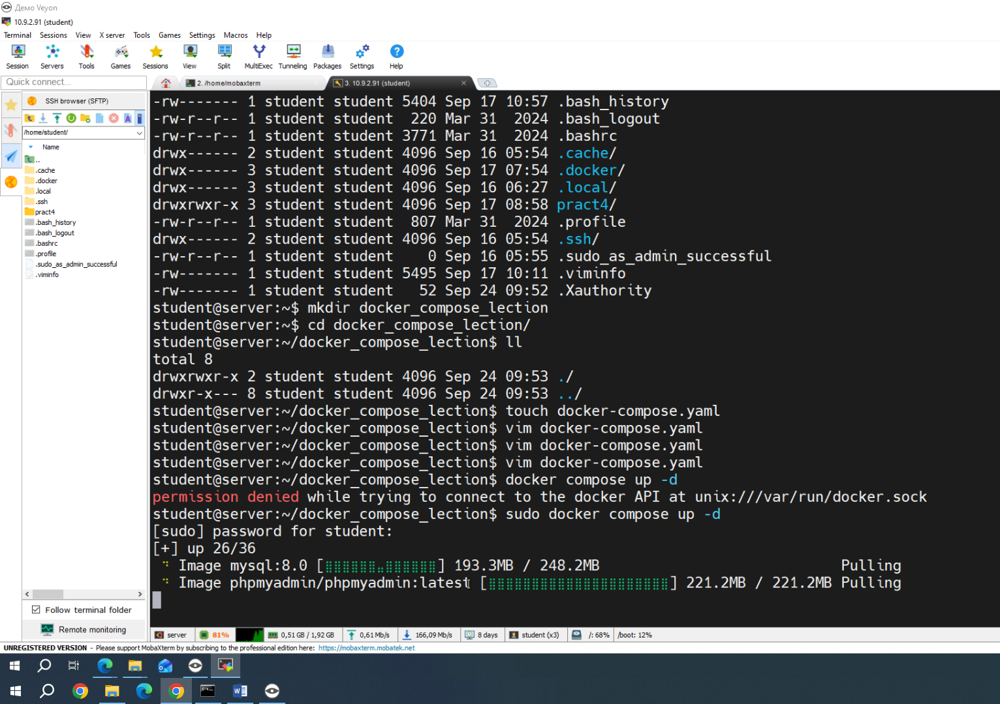 Демо Veyon
10.9.2.91 (student)
Terminal Sessions View X server Tools Games Settings Macros Help
Session Servers Tools Games Sessions View Split MultiExec Tunneling Packages Settings Help
Quick connect...
2. /home/mobaxterm
3. 10.9.2.91 (student)
SSH browser (SFTP)
/home/student/
Name
..
.cache
.docker
.local
.ssh
pract4
.bash_history
.bash_logout
.bashrc
.profile
.sudo_as_admin_successful
.viminfo
Follow terminal folder
Remote monitoring
-rw------- 1 student student 5404 Sep 17 10:57 .bash_history
-rw-r--r-- 1 student student 220 Mar 31 2024 .bash_logout
-rw-r--r-- 1 student student 3771 Mar 31 2024 .bashrc
drwx------ 2 student student 4096 Sep 16 05:54 .cache/
drwx------ 3 student student 4096 Sep 17 07:54 .docker/
drwx------ 3 student student 4096 Sep 16 06:27 .local/
drwxrwxr-x 3 student student 4096 Sep 17 08:58 pract4/
-rw-r--r-- 1 student student 807 Mar 31 2024 .profile
drwx------ 2 student student 4096 Sep 16 05:54 .ssh/
-rw-r--r-- 1 student student 0 Sep 16 05:55 .sudo_as_admin_successful
-rw------- 1 student student 5495 Sep 17 10:11 .viminfo
-rw------- 1 student student 52 Sep 24 09:52 .Xauthority
student@server:~$ mkdir docker_compose_lection
student@server:~$ cd docker_compose_lection/
student@server:~/docker_compose_lection$ ll
total 8
drwxrwxr-x 2 student student 4096 Sep 24 09:53 ./
drwxr-x--- 8 student student 4096 Sep 24 09:53 ../
student@server:~/docker_compose_lection$ touch docker-compose.yaml
student@server:~/docker_compose_lection$ vim docker-compose.yaml
student@server:~/docker_compose_lection$ vim docker-compose.yaml
student@server:~/docker_compose_lection$ vim docker-compose.yaml
student@server:~/docker_compose_lection$ docker compose up -d
permission denied while trying to connect to the docker API at unix:///var/run/docker.sock
student@server:~/docker_compose_lection$ sudo docker compose up -d
[sudo] password for student:
[+] up 26/36
Image mysql:8.0 [⣿⣿⣿⣿⣿⣿⣀⣿⣿⣿⣿⣿⣿] 193.3MB / 248.2MB Pulling
Image phpmyadmin/phpmyadmin:latest [⣿⣿⣿⣿⣿⣿⣿⣿⣿⣿⣿⣿⣿⣿⣿⣿⣿⣿⣿⣿⣿] 221.2MB / 221.2MB Pulling
server 81% 0,51 GB / 1,92 GB 0,61 Mb/s 166,09 Mb/s 8 days student (x3) /: 68% /boot: 12%
UNREGISTERED VERSION - Please support MobaXterm by subscribing to the professional edition here: https://mobaxterm.mobatek.net